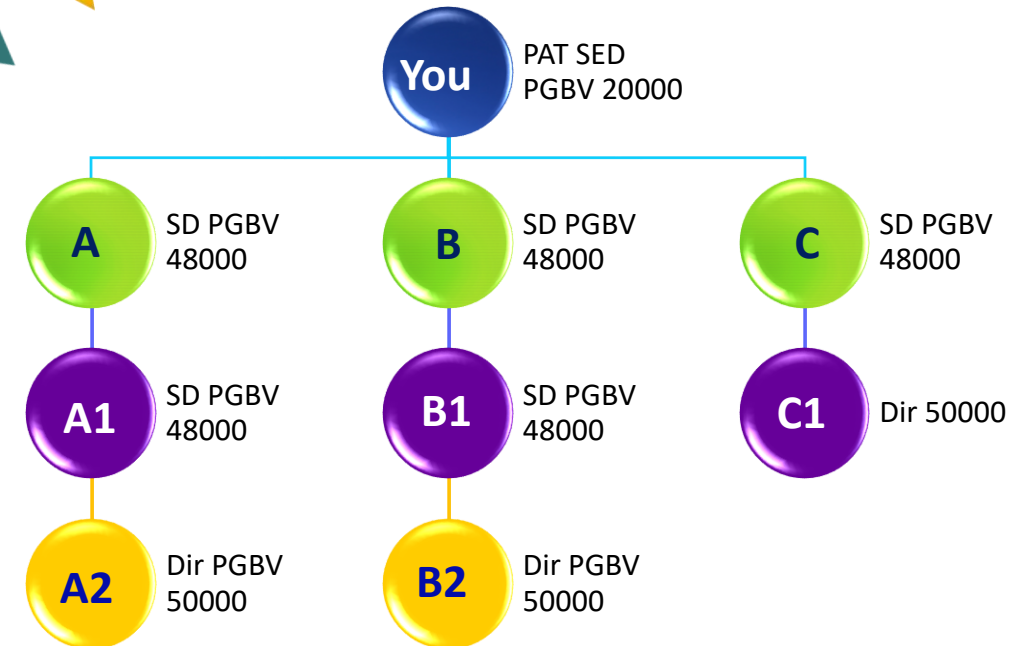 You
PAT SED
PGBV 20000
A
SD PGBV
48000
B
SD PGBV
48000
C
SD PGBV
48000
A1
SD PGBV
48000
B1
SD PGBV
48000
C1
Dir 50000
A2
Dir PGBV
50000
B2
Dir PGBV
50000